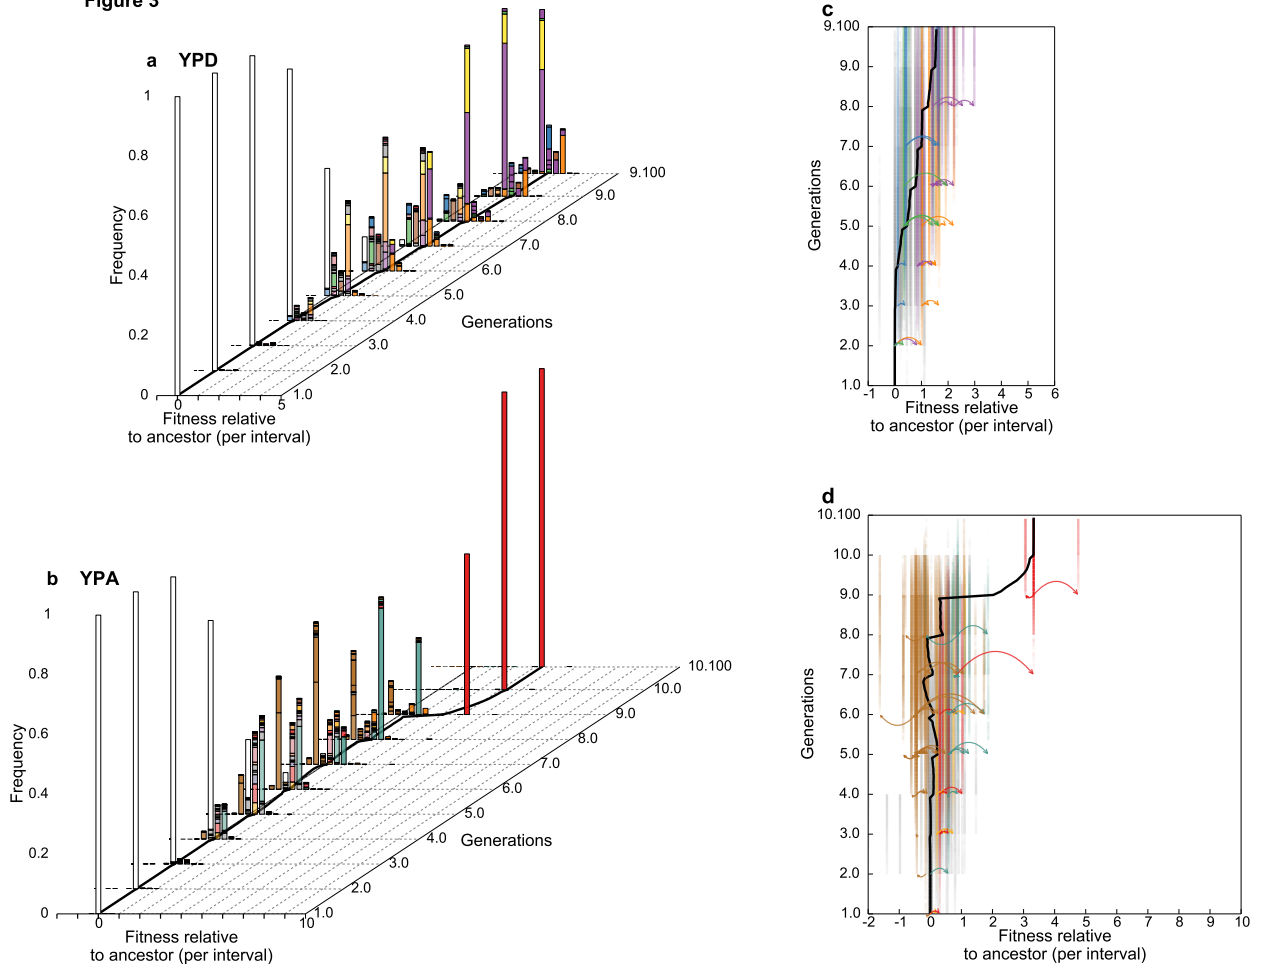 Figure 3
a YPD
1
0.8
0.6
0.4
0.2
0
Frequency
0
5
Fitness relative
to ancestor (per interval)
1.0
2.0
3.0
4.0
5.0
6.0
7.0
8.0
9.0
9.100
Generations
b YPA
1
0.8
0.6
0.4
0.2
0
Frequency
0
10
Fitness relative
to ancestor (per interval)
1.0
2.0
3.0
4.0
5.0
6.0
7.0
8.0
9.0
10.0
10.100
Generations
c
9.100
9.0
8.0
7.0
6.0
5.0
4.0
3.0
2.0
1.0
Generations
-1 0 1 2 3 4 5 6
Fitness relative
to ancestor (per interval)
d
10.100
10.0
9.0
8.0
7.0
6.0
5.0
4.0
3.0
2.0
1.0
Generations
-2 -1 0 1 2 3 4 5 6 7 8 9 10
Fitness relative
to ancestor (per interval)